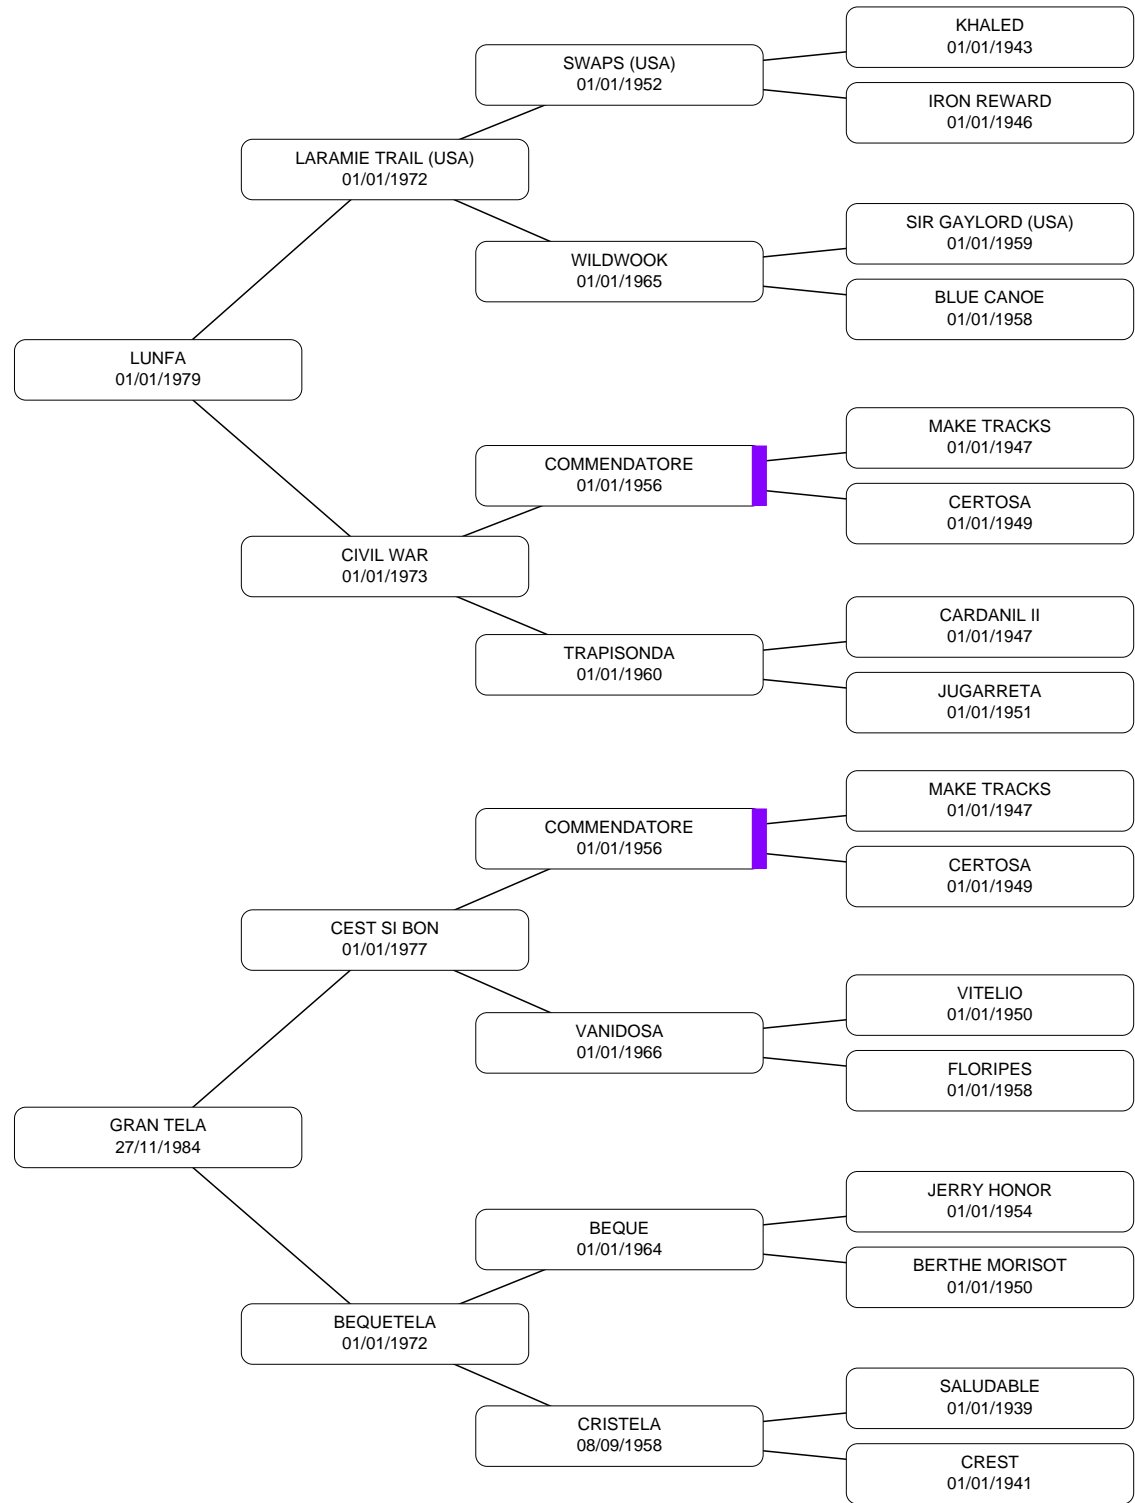 KHALED
01/01/1943
SWAPS (USA)
01/01/1952
IRON REWARD
01/01/1946
LARAMIE TRAIL (USA)
01/01/1972
SIR GAYLORD (USA)
01/01/1959
WILDWOOK
01/01/1965
BLUE CANOE
01/01/1958
LUNFA
01/01/1979
MAKE TRACKS
01/01/1947
COMMENDATORE
01/01/1956
CERTOSA
01/01/1949
CIVIL WAR
01/01/1973
CARDANIL II
01/01/1947
TRAPISONDA
01/01/1960
JUGARRETA
01/01/1951
MAKE TRACKS
01/01/1947
COMMENDATORE
01/01/1956
CERTOSA
01/01/1949
CEST SI BON
01/01/1977
VITELIO
01/01/1950
VANIDOSA
01/01/1966
FLORIPES
01/01/1958
GRAN TELA
27/11/1984
JERRY HONOR
01/01/1954
BEQUE
01/01/1964
BERTHE MORISOT
01/01/1950
BEQUETELA
01/01/1972
SALUDABLE
01/01/1939
CRISTELA
08/09/1958
CREST
01/01/1941